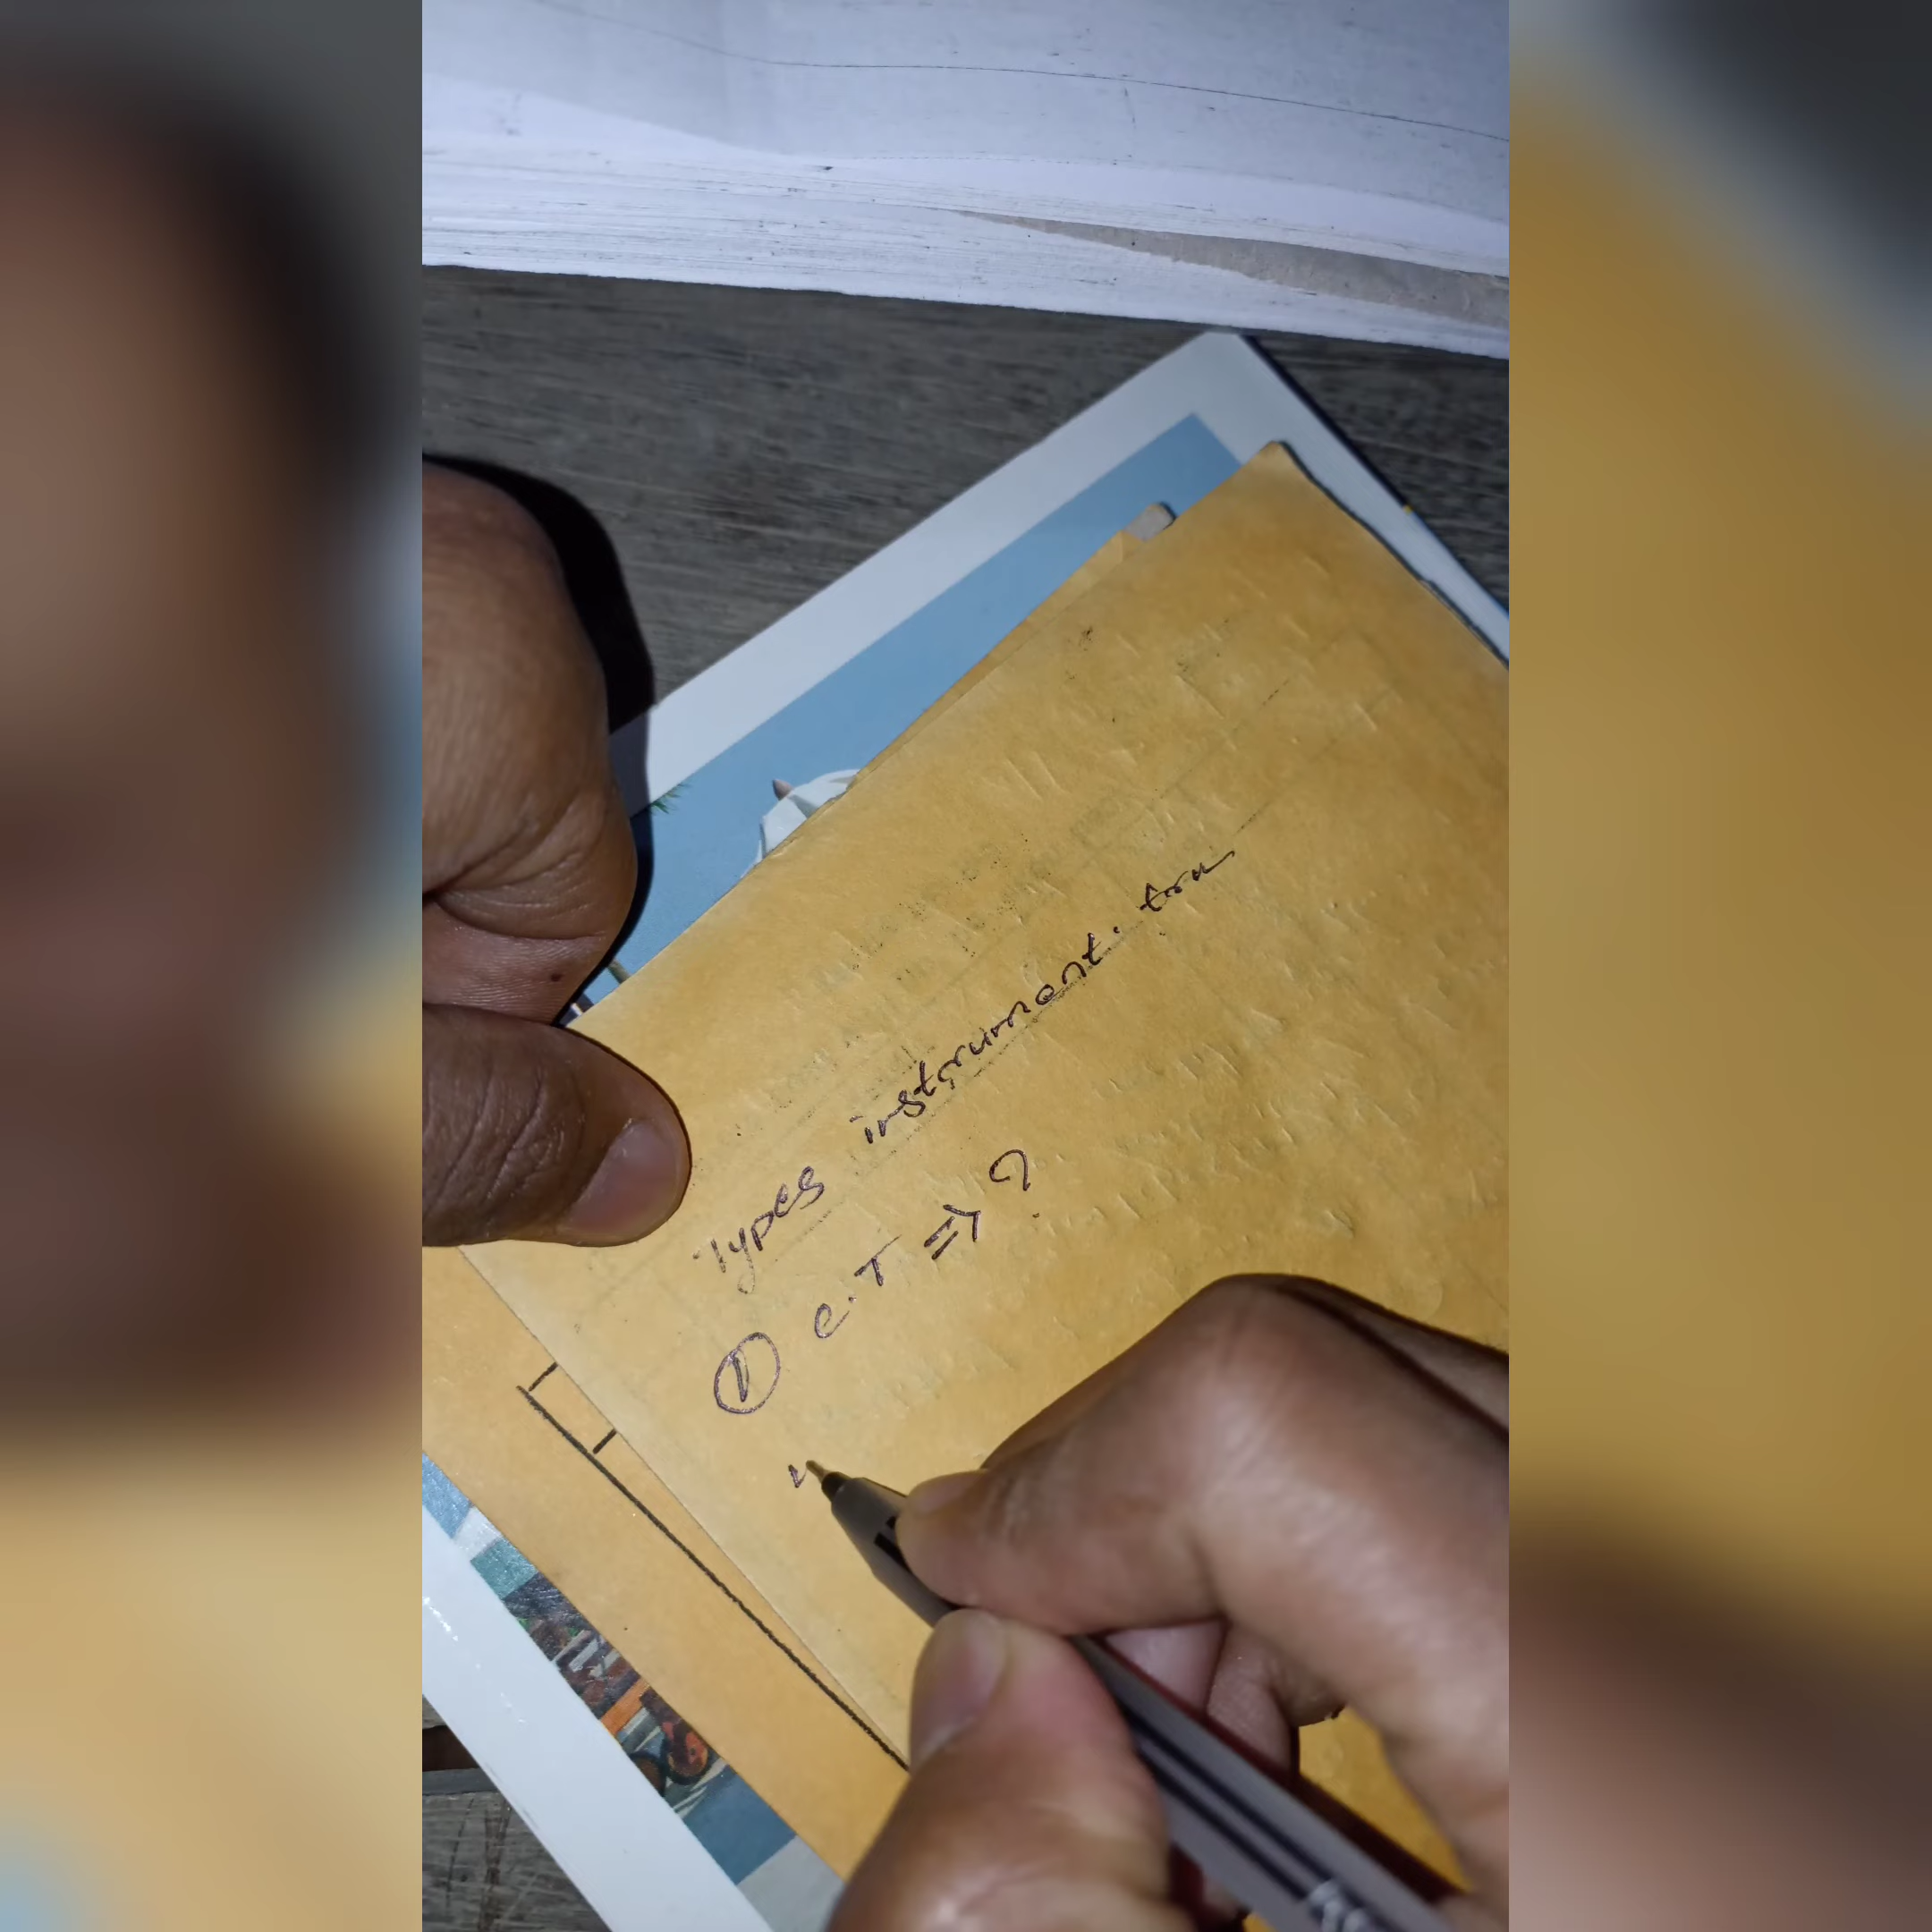 Types instrument. tra
① C.T => ?